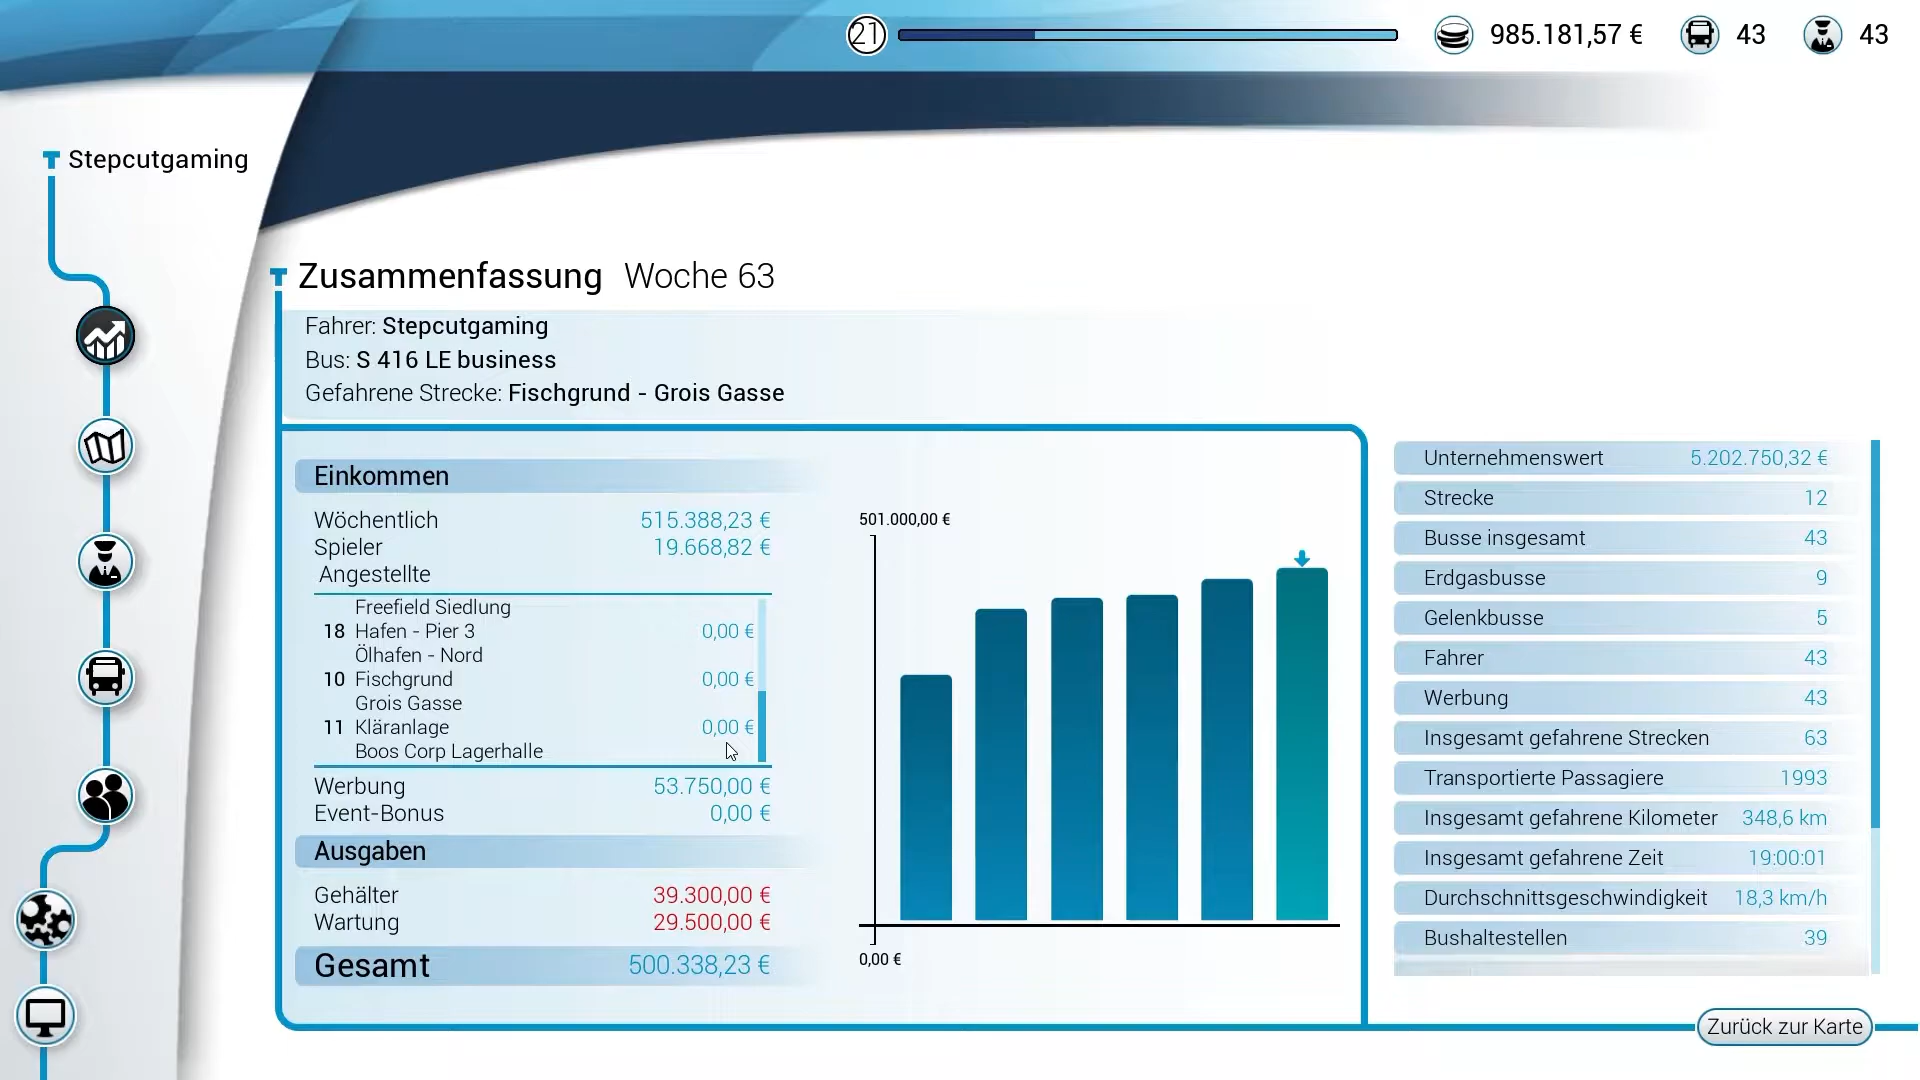 21
985.181,57 €
43
43
Stepcutgaming
Zusammenfassung Woche 63
Fahrer: Stepcutgaming
Bus: S 416 LE business
Gefahrene Strecke: Fischgrund - Grois Gasse
Einkommen
Wöchentlich 515.388,23 €
Spieler 19.668,82 €
Angestellte
Freefield Siedlung
18 Hafen - Pier 3 0,00 €
Ölhafen - Nord
10 Fischgrund 0,00 €
Grois Gasse
11 Kläranlage 0,00 €
Boos Corp Lagerhalle
Werbung 53.750,00 €
Event-Bonus 0,00 €
Ausgaben
Gehälter 39.300,00 €
Wartung 29.500,00 €
Gesamt 500.338,23 €
501.000,00 €
0,00 €
Unternehmenswert 5.202.750,32 €
Strecke 12
Busse insgesamt 43
Erdgasbusse 9
Gelenkbusse 5
Fahrer 43
Werbung 43
Insgesamt gefahrene Strecken 63
Transportierte Passagiere 1993
Insgesamt gefahrene Kilometer 348,6 km
Insgesamt gefahrene Zeit 19:00:01
Durchschnittsgeschwindigkeit 18,3 km/h
Bushaltestellen 39
Zurück zur Karte